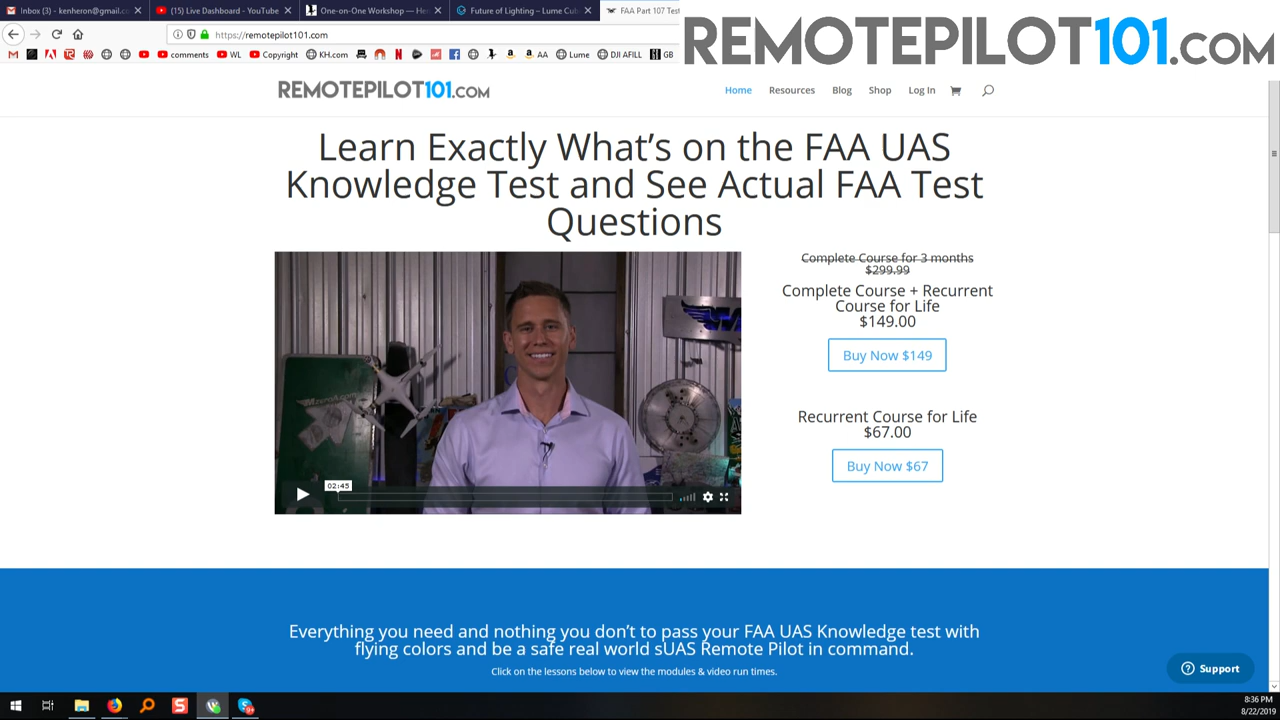 Inbox (3) - kenheron@gmail.co
(15) Live Dashboard - YouTube
One-on-One Workshop — He
Future of Lighting – Lume Cub
FAA Part 107 Test
REMOTEPILOT101.COM
https://remotepilot101.com
comments
WL
Copyright
KH.com
AA
Lume
DJI AFILL
GB
REMOTEPILOT101.COM
Home
Resources
Blog
Shop
Log In
Learn Exactly What's on the FAA UAS
Knowledge Test and See Actual FAA Test
Questions
Complete Course for 3 months
$299.99
Complete Course + Recurrent
Course for Life
$149.00
Buy Now $149
Recurrent Course for Life
$67.00
Buy Now $67
02:45
Everything you need and nothing you don't to pass your FAA UAS Knowledge test with
flying colors and be a safe real world sUAS Remote Pilot in command.
Click on the lessons below to view the modules & video run times.
Support
8:36 PM
8/22/2019